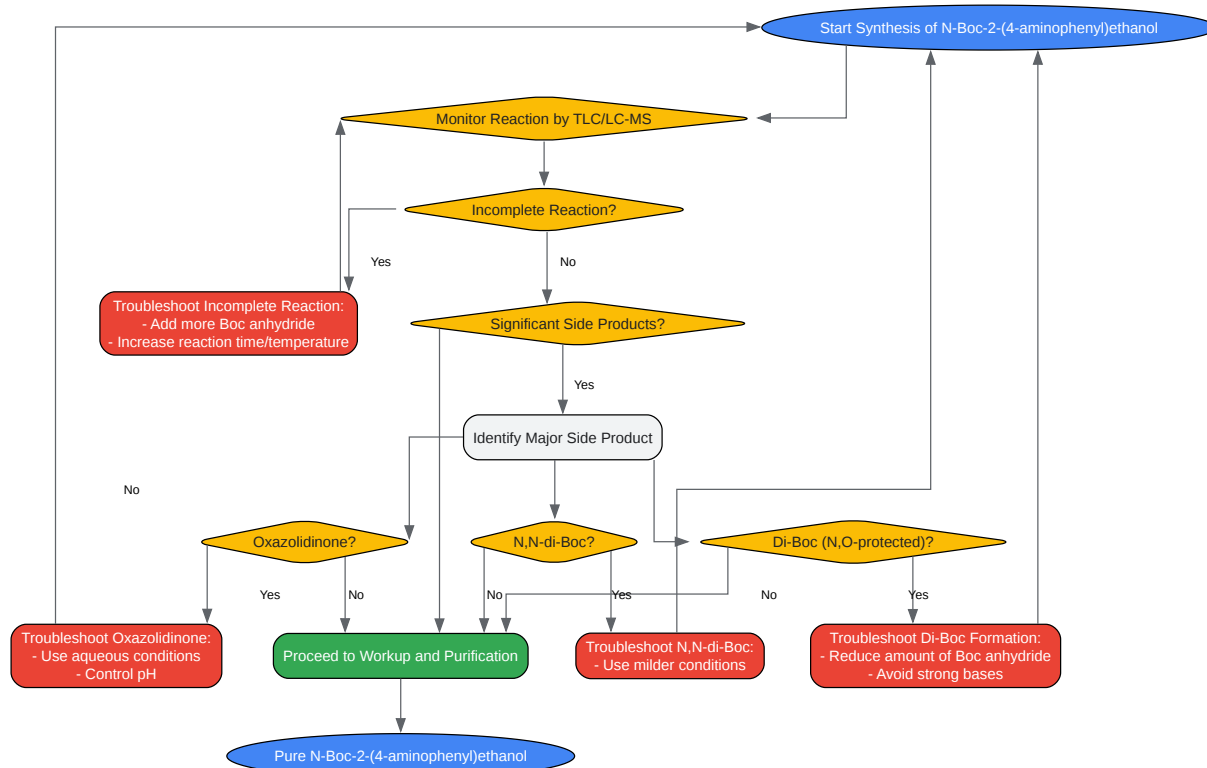 Start Synthesis of N-Boc-2-(4-aminophenyl)ethanol
Monitor Reaction by TLC/LC-MS
Incomplete Reaction?
Yes
No
Troubleshoot Incomplete Reaction:
- Add more Boc anhydride
- Increase reaction time/temperature
Significant Side Products?
Yes
Identify Major Side Product
No
Oxazolidinone?
N,N-di-Boc?
Di-Boc (N,O-protected)?
Yes
No
No
Yes
No
Yes
Troubleshoot Oxazolidinone:
- Use aqueous conditions
- Control pH
Proceed to Workup and Purification
Troubleshoot N,N-di-Boc:
- Use milder conditions
Troubleshoot Di-Boc Formation:
- Reduce amount of Boc anhydride
- Avoid strong bases
Pure N-Boc-2-(4-aminophenyl)ethanol